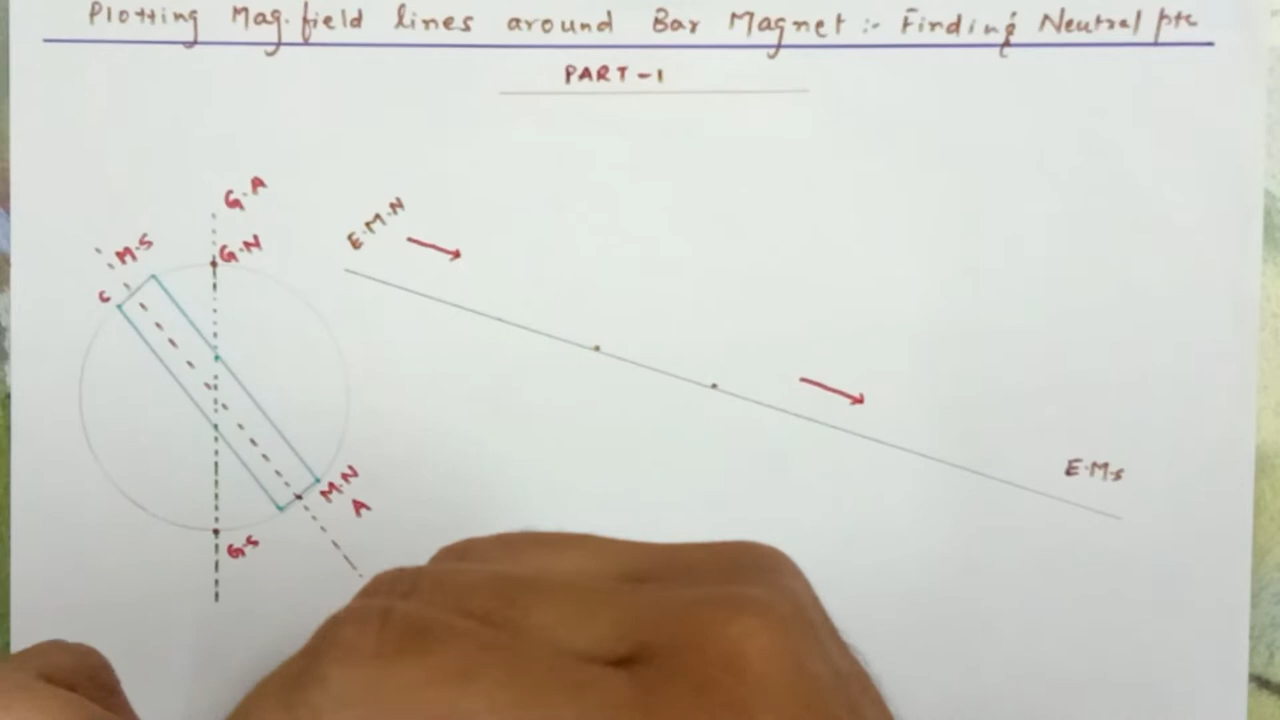 Plotting Mag. field lines around Bar Magnet :- Finding Neutral pts
PART-1
G.A
E.M.N
G.N
M.S
c
E.M.S
M.N
A
G.S